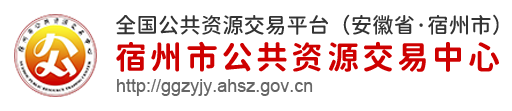 全国公共资源交易平台（安徽省·宿州市）
宿州市公共资源交易中心
http://ggzyjy.ahsz.gov.cn